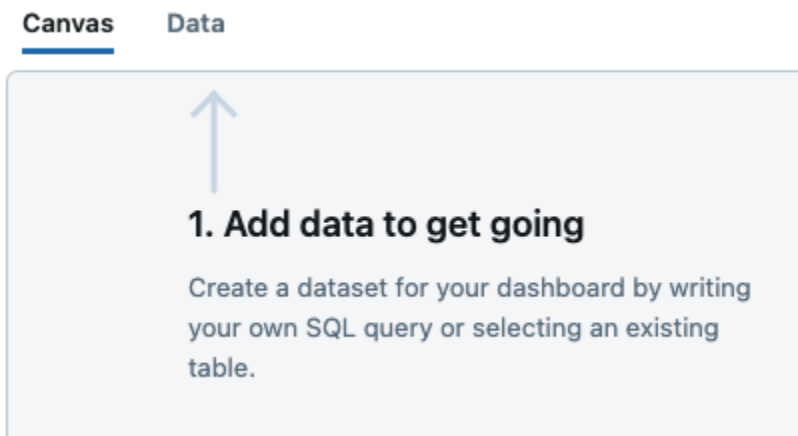 Canvas Data
1. Add data to get going
Create a dataset for your dashboard by writing
your own SQL query or selecting an existing
table.